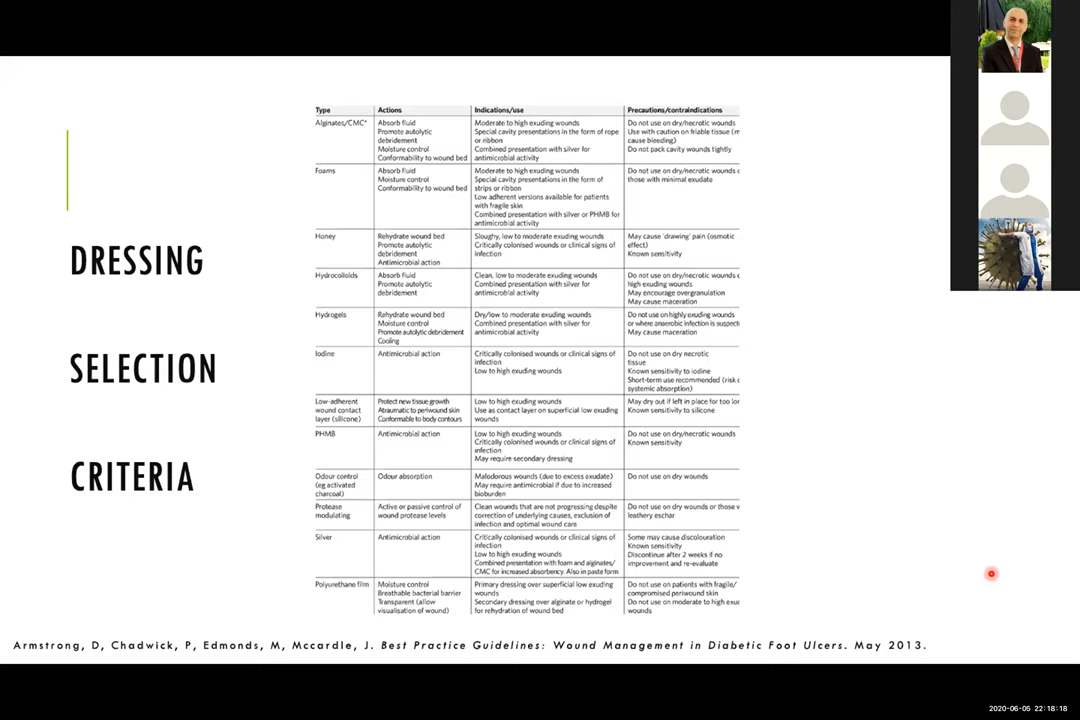 DRESSING
SELECTION
CRITERIA
Type Actions Indications/use Precautions/contraindications
Alginates/CMC* Absorb fluid Moderate to high exuding wounds Do not use on dry/necrotic wounds
Promote autolytic Special cavity presentations in the form of rope Use with caution on friable tissue (m
debridement or ribbon cause bleeding)
Moisture control Combined presentation with silver for Do not pack cavity wounds tightly
Conformability to wound bed antimicrobial activity
Foams Absorb fluid Moderate to high exuding wounds Do not use on dry/necrotic wounds o
Moisture control Special cavity presentations in the form of those with minimal exudate
Conformability to wound bed strips or ribbon
Low adherent versions available for patients
with fragile skin
Combined presentation with silver or PHMB for
antimicrobial activity
Honey Rehydrate wound bed Sloughy, low to moderate exuding wounds May cause 'drawing' pain (osmotic
Promote autolytic Critically colonised wounds or clinical signs of effect)
debridement infection Known sensitivity
Antimicrobial action
Hydrocolloids Absorb fluid Clean, low to moderate exuding wounds Do not use on dry/necrotic wounds o
Promote autolytic Combined presentation with silver for high exuding wounds
debridement antimicrobial activity May encourage overgranulation
May cause maceration
Hydrogels Rehydrate wound bed Dry/low to moderate exuding wounds Do not use on highly exuding wounds
Moisture control Combined presentation with silver for or where anaerobic infection is suspect
Promote autolytic debridement antimicrobial activity May cause maceration
Cooling
Iodine Antimicrobial action Critically colonised wounds or clinical signs of Do not use on dry necrotic
infection tissue
Low to high exuding wounds Known sensitivity to iodine
Short-term use recommended (risk o
systemic absorption)
Low-adherent Protect new tissue growth Low to high exuding wounds May dry out if left in place for too lon
wound contact Atraumatic to periwound skin Use as contact layer on superficial low exuding Known sensitivity to silicone
layer (silicone) Conformable to body contours wounds
PHMB Antimicrobial action Low to high exuding wounds Do not use on dry/necrotic wounds
Critically colonised wounds or clinical signs of Known sensitivity
infection
May require secondary dressing
Odour control Odour absorption Malodorous wounds (due to excess exudate) Do not use on dry wounds
(eg activated May require antimicrobial if due to increased
charcoal) bioburden
Protease Active or passive control of Clean wounds that are not progressing despite Do not use on dry wounds or those w
modulating wound protease levels correction of underlying causes, exclusion of leathery eschar
infection and optimal wound care
Silver Antimicrobial action Critically colonised wounds or clinical signs of Some may cause discolouration
infection Known sensitivity
Low to high exuding wounds Discontinue after 2 weeks if no
Combined presentation with foam and alginates/ improvement and re-evaluate
CMC for increased absorbency. Also in paste form
Polyurethane film Moisture control Primary dressing over superficial low exuding Do not use on patients with fragile/
Breathable bacterial barrier wounds compromised periwound skin
Transparent (allow Secondary dressing over alginate or hydrogel Do not use on moderate to high exud
visualisation of wound) for rehydration of wound bed wounds
Armstrong, D, Chadwick, P, Edmonds, M, Mccardle, J. Best Practice Guidelines: Wound Management in Diabetic Foot Ulcers. May 2013.
2020-06-05 22:18:18